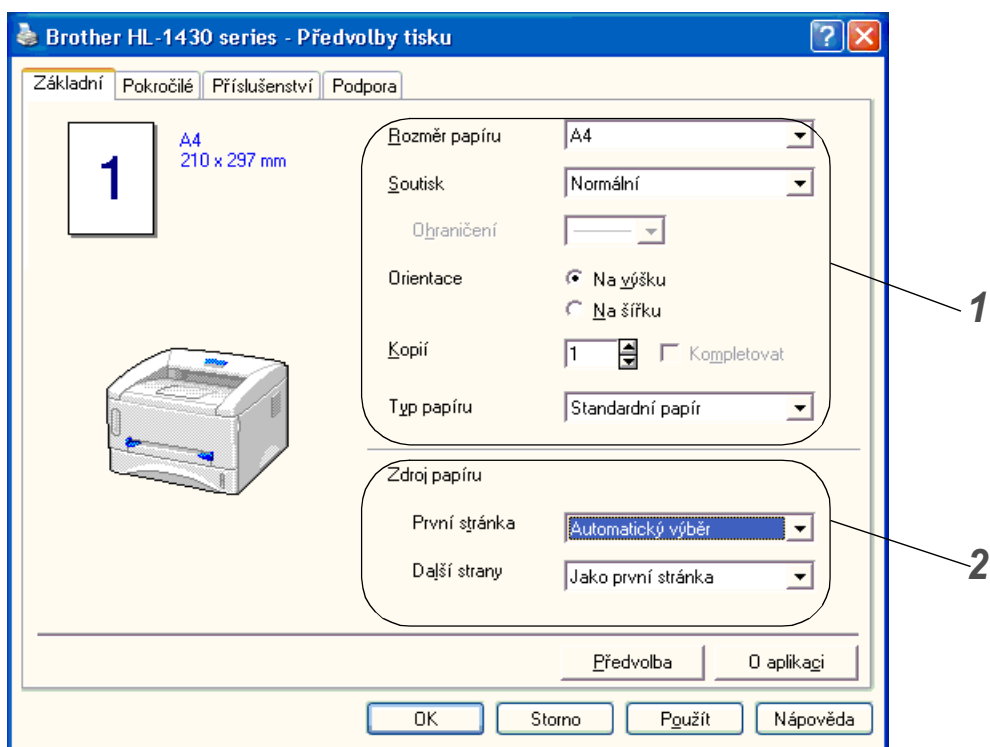 Brother HL-1430 series - Předvolby tisku
Základní Pokročilé Příslušenství Podpora
1
A4
210 x 297 mm
Rozměr papíru A4
Soutisk Normální
Ohraničení
Orientace Na výšku
Na šířku
Kopií 1 Kompletovat
Typ papíru Standardní papír
1
Zdroj papíru
První stránka Automatický výběr
Další strany Jako první stránka
2
Předvolba O aplikaci
OK Storno Použít Nápověda